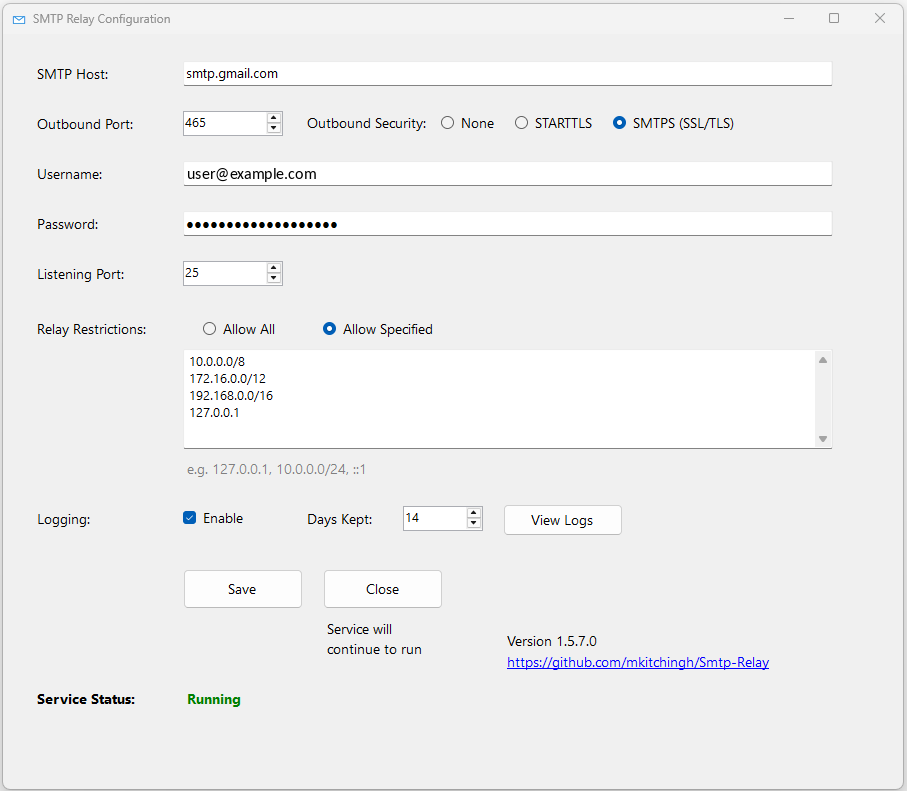 SMTP Relay Configuration
SMTP Host: smtp.gmail.com
Outbound Port: 465 Outbound Security: None STARTTLS SMTPS (SSL/TLS)
Username: user@example.com
Password: ●●●●●●●●●●●●●●●●●●●
Listening Port: 25
Relay Restrictions: Allow All Allow Specified
10.0.0.0/8
172.16.0.0/12
192.168.0.0/16
127.0.0.1
e.g. 127.0.0.1, 10.0.0.0/24, ::1
Logging: Enable Days Kept: 14 View Logs
Save Close
Service will
continue to run
Version 1.5.7.0
https://github.com/mkitchingh/Smtp-Relay
Service Status: Running